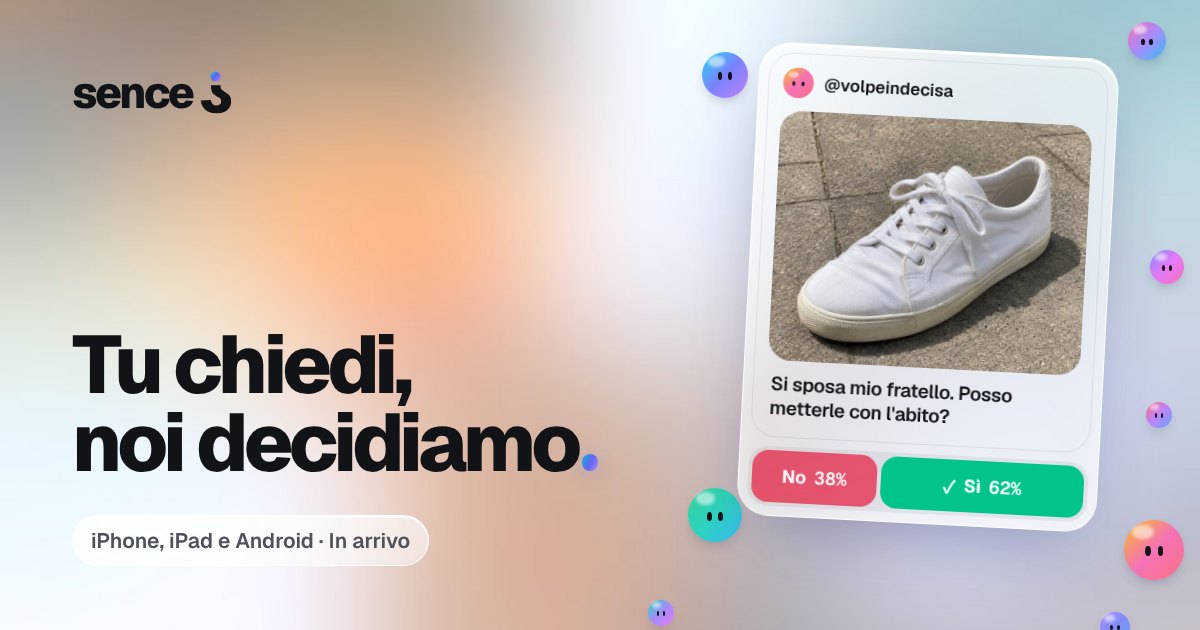 sence
Tu chiedi,
noi decidiamo.
iPhone, iPad e Android · In arrivo
@volpeindecisa
Si sposa mio fratello. Posso
metterle con l'abito?
No 38%
✓ Sì 62%